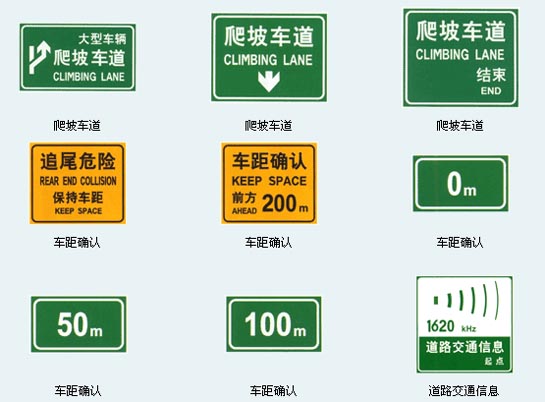 大型车辆
爬坡车道
CLIMBING LANE
爬坡车道
爬坡车道
CLIMBING LANE
爬坡车道
爬坡车道
CLIMBING LANE
结束
END
爬坡车道
追尾危险
REAR END COLLISION
保持车距
KEEP SPACE
车距确认
车距确认
KEEP SPACE
前方
AHEAD
200m
车距确认
0m
车距确认
50m
车距确认
100m
车距确认
1620 kHz
道路交通信息
起点
道路交通信息